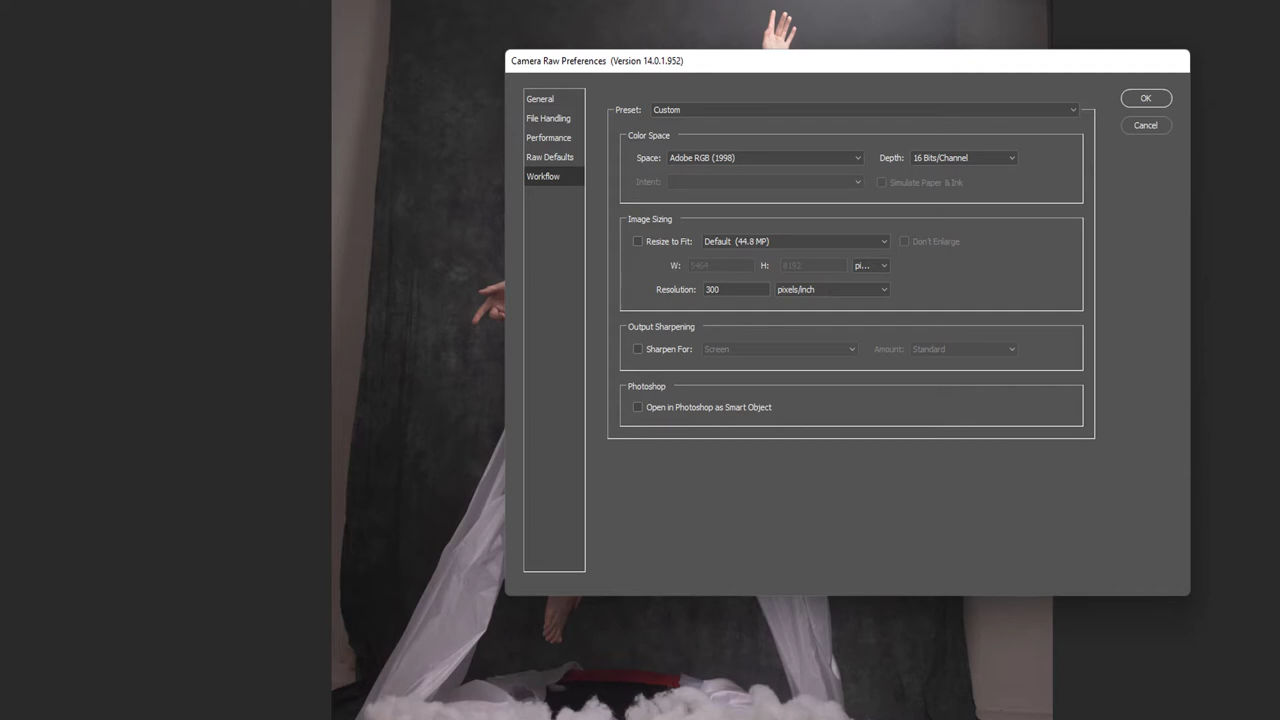 Camera Raw Preferences (Version 14.0.1.952)
General
File Handling
Performance
Raw Defaults
Workflow
Preset: Custom
OK
Cancel
Color Space
Space: Adobe RGB (1998) Depth: 16 Bits/Channel
Intent: Simulate Paper & Ink
Image Sizing
Resize to Fit: Default (44.8 MP) Don't Enlarge
W: 5464 H: 8192 pi...
Resolution: 300 pixels/inch
Output Sharpening
Sharpen For: Screen Amount: Standard
Photoshop
Open in Photoshop as Smart Object